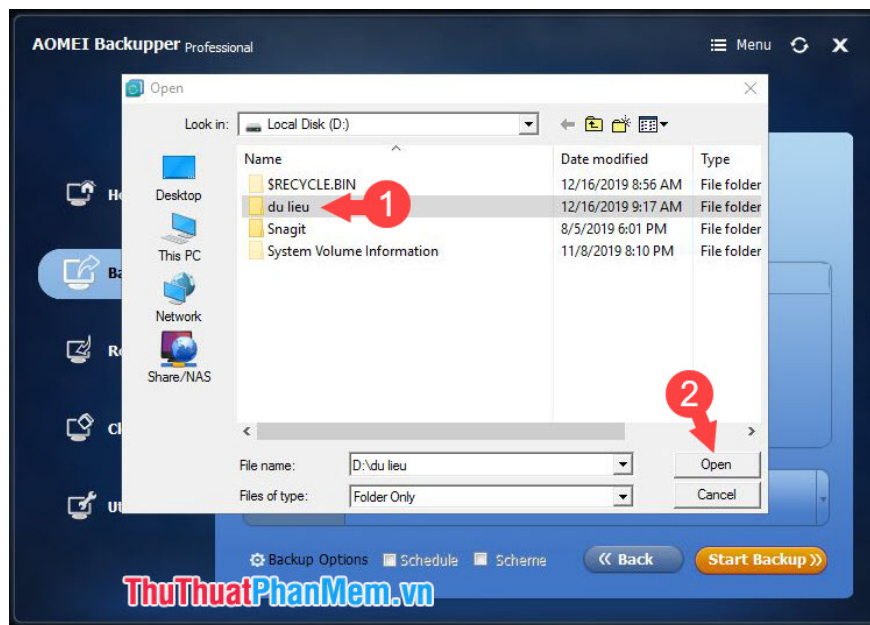 AOMEI Backupper Professional
Menu
Open
Look in: Local Disk (D:)
Name Date modified Type
$RECYCLE.BIN 12/16/2019 8:56 AM File folder
du lieu 12/16/2019 9:17 AM File folder
1
Snagit 8/5/2019 6:01 PM File folder
System Volume Information 11/8/2019 8:10 PM File folder
Desktop
This PC
Network
Share/NAS
2
File name: D:\du lieu Open
Files of type: Folder Only Cancel
Backup Options Schedule Scheme Back Start Backup
ThuThuatPhanMem.vn